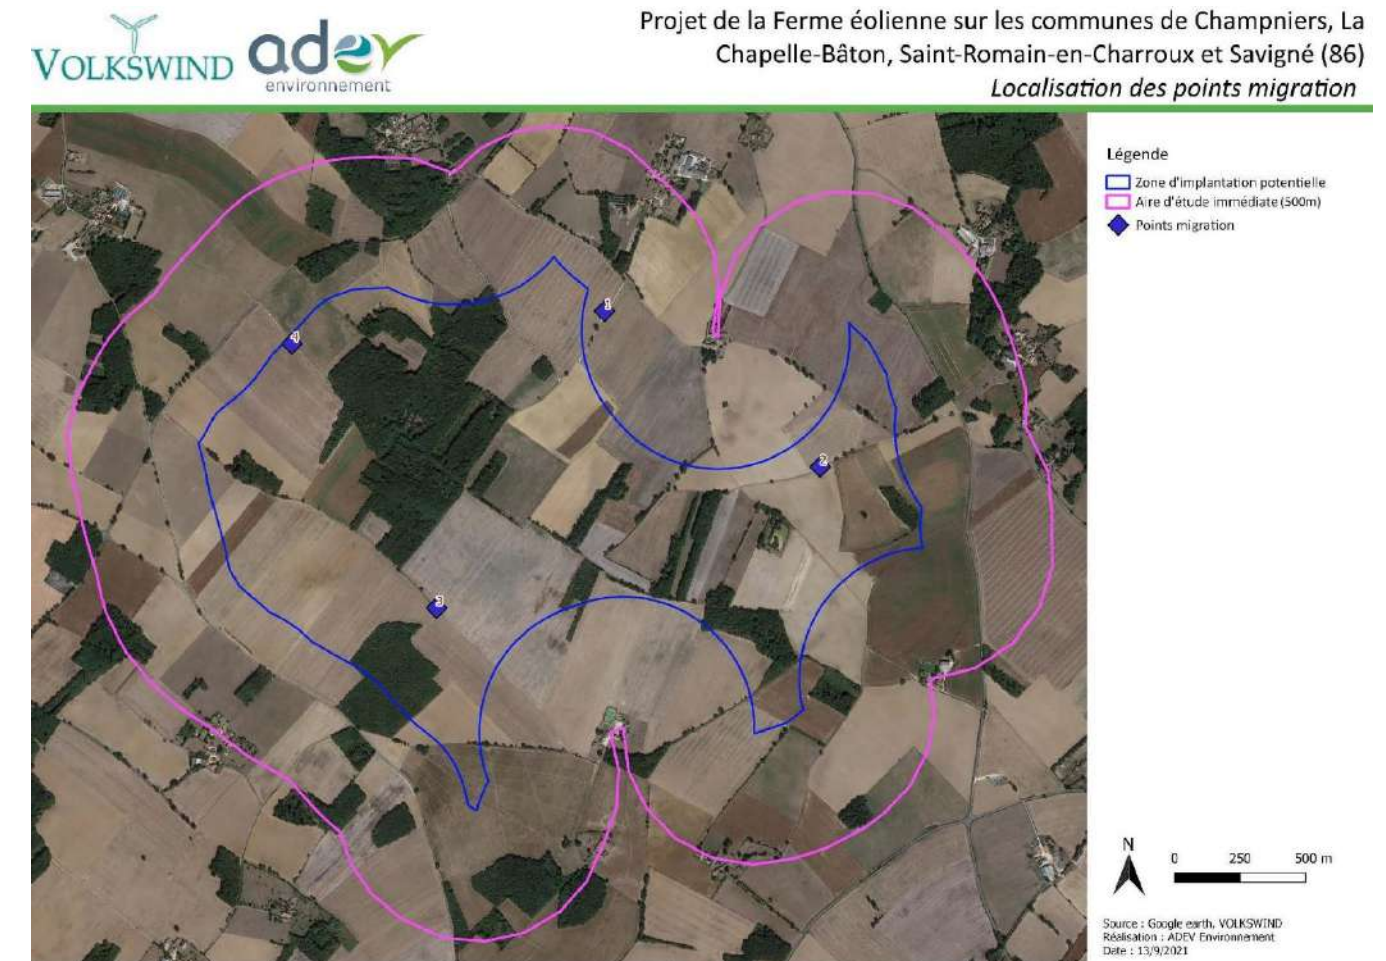 VOLKSWIND
adev
environnement
Projet de la Ferme éolienne sur les communes de Champniers, La
Chapelle-Bâton, Saint-Romain-en-Charroux et Savigné (86)
Localisation des points migration
Légende
Zone d'implantation potentielle
Aire d'étude immédiate (500m)
Points migration
1
4
2
3
N
0 250 500 m
Source : Google earth, VOLKSWIND
Réalisation : ADEV Environnement
Date : 13/9/2021